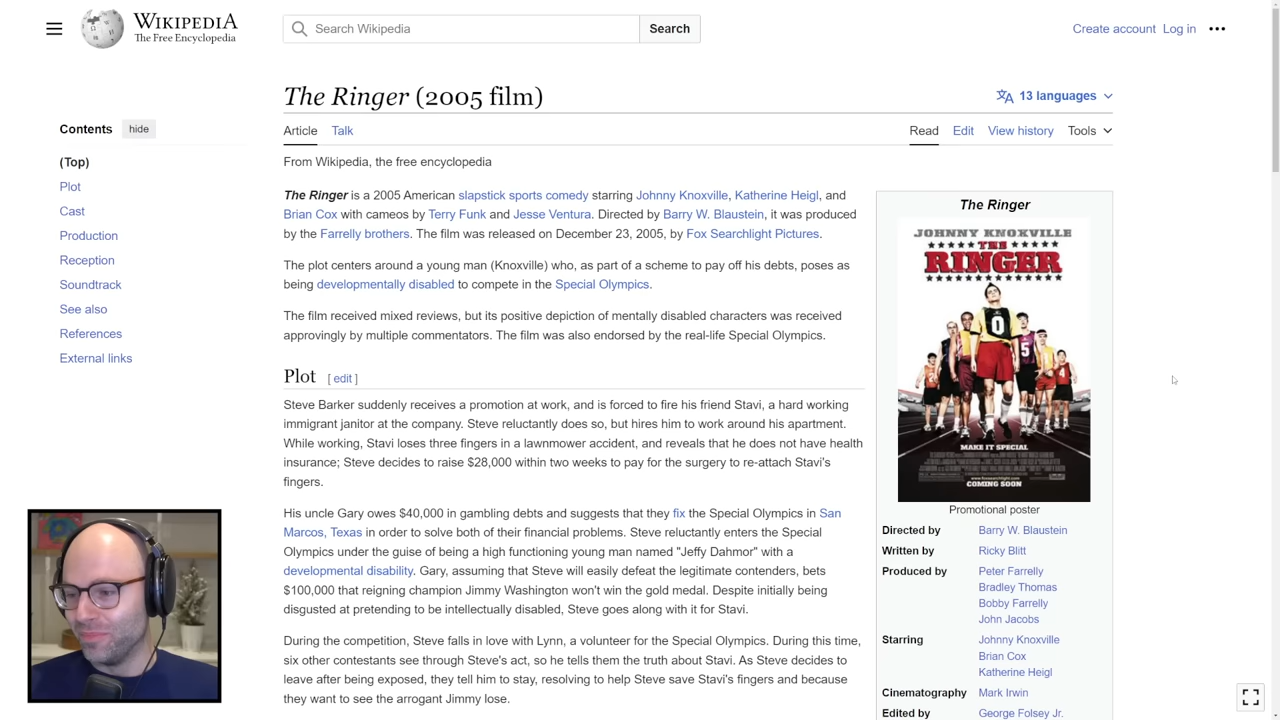 WIKIPEDIA
The Free Encyclopedia
Search Wikipedia
Search
Create account
Log in
The Ringer (2005 film)
13 languages
Contents
hide
(Top)
Plot
Cast
Production
Reception
Soundtrack
See also
References
External links
Article
Talk
Read
Edit
View history
Tools
From Wikipedia, the free encyclopedia
The Ringer is a 2005 American slapstick sports comedy starring Johnny Knoxville, Katherine Heigl, and
Brian Cox with cameos by Terry Funk and Jesse Ventura. Directed by Barry W. Blaustein, it was produced
by the Farrelly brothers. The film was released on December 23, 2005, by Fox Searchlight Pictures.
The plot centers around a young man (Knoxville) who, as part of a scheme to pay off his debts, poses as
being developmentally disabled to compete in the Special Olympics.
The film received mixed reviews, but its positive depiction of mentally disabled characters was received
approvingly by multiple commentators. The film was also endorsed by the real-life Special Olympics.
Plot [ edit ]
Steve Barker suddenly receives a promotion at work, and is forced to fire his friend Stavi, a hard working
immigrant janitor at the company. Steve reluctantly does so, but hires him to work around his apartment.
While working, Stavi loses three fingers in a lawnmower accident, and reveals that he does not have health
insurance; Steve decides to raise $28,000 within two weeks to pay for the surgery to re-attach Stavi's
fingers.
His uncle Gary owes $40,000 in gambling debts and suggests that they fix the Special Olympics in San
Marcos, Texas in order to solve both of their financial problems. Steve reluctantly enters the Special
Olympics under the guise of being a high functioning young man named "Jeffy Dahmor" with a
developmental disability. Gary, assuming that Steve will easily defeat the legitimate contenders, bets
$100,000 that reigning champion Jimmy Washington won't win the gold medal. Despite initially being
disgusted at pretending to be intellectually disabled, Steve goes along with it for Stavi.
During the competition, Steve falls in love with Lynn, a volunteer for the Special Olympics. During this time,
six other contestants see through Steve's act, so he tells them the truth about Stavi. As Steve decides to
leave after being exposed, they tell him to stay, resolving to help Steve save Stavi's fingers and because
they want to see the arrogant Jimmy lose.
The Ringer
JOHNNY KNOXVILLE
THE
RINGER
0
5
4
MAKE IT SPECIAL
www.foxsearchlight.com
COMING SOON
Promotional poster
Directed by Barry W. Blaustein
Written by Ricky Blitt
Produced by Peter Farrelly
Bradley Thomas
Bobby Farrelly
John Jacobs
Starring Johnny Knoxville
Brian Cox
Katherine Heigl
Cinematography Mark Irwin
Edited by George Folsey Jr.